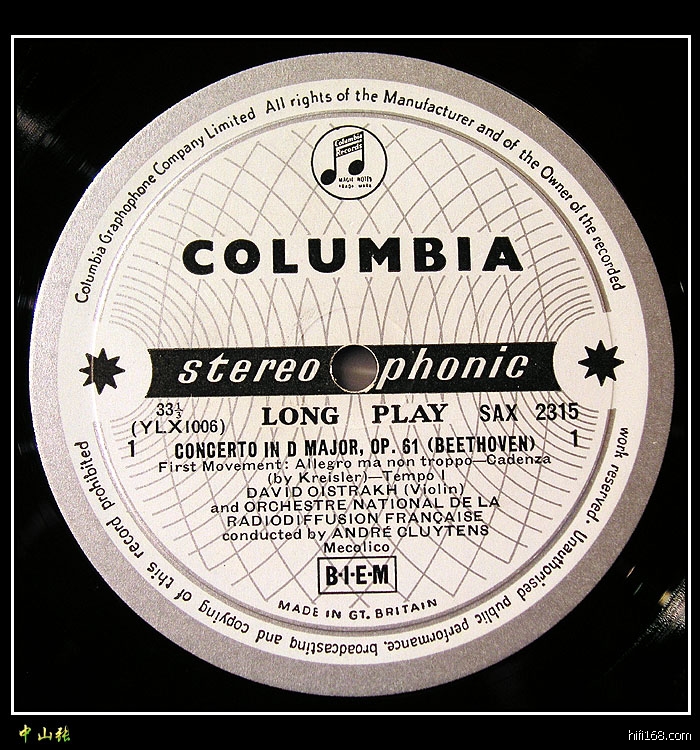 Columbia Graphophone Company Limited All rights of the Manufacturer and of the Owner of the recorded work reserved · Unauthorised public performance, broadcasting and copying of this record prohibited
Columbia
Records
MAGIC NOTES
TRADE MARK
COLUMBIA
stereophonic
33⅓ LONG PLAY SAX 2315
(YLX1006)
1 1
CONCERTO IN D MAJOR, OP. 61 (BEETHOVEN)
First Movement: Allegro ma non troppo—Cadenza
(by Kreisler)—Tempo I
DAVID OISTRAKH (Violin)
and ORCHESTRE NATIONAL DE LA
RADIODIFFUSION FRANÇAISE
conducted by ANDRÉ CLUYTENS
Mecolico
B·I·E·M
MADE IN GT. BRITAIN
中山张
hifi168.com